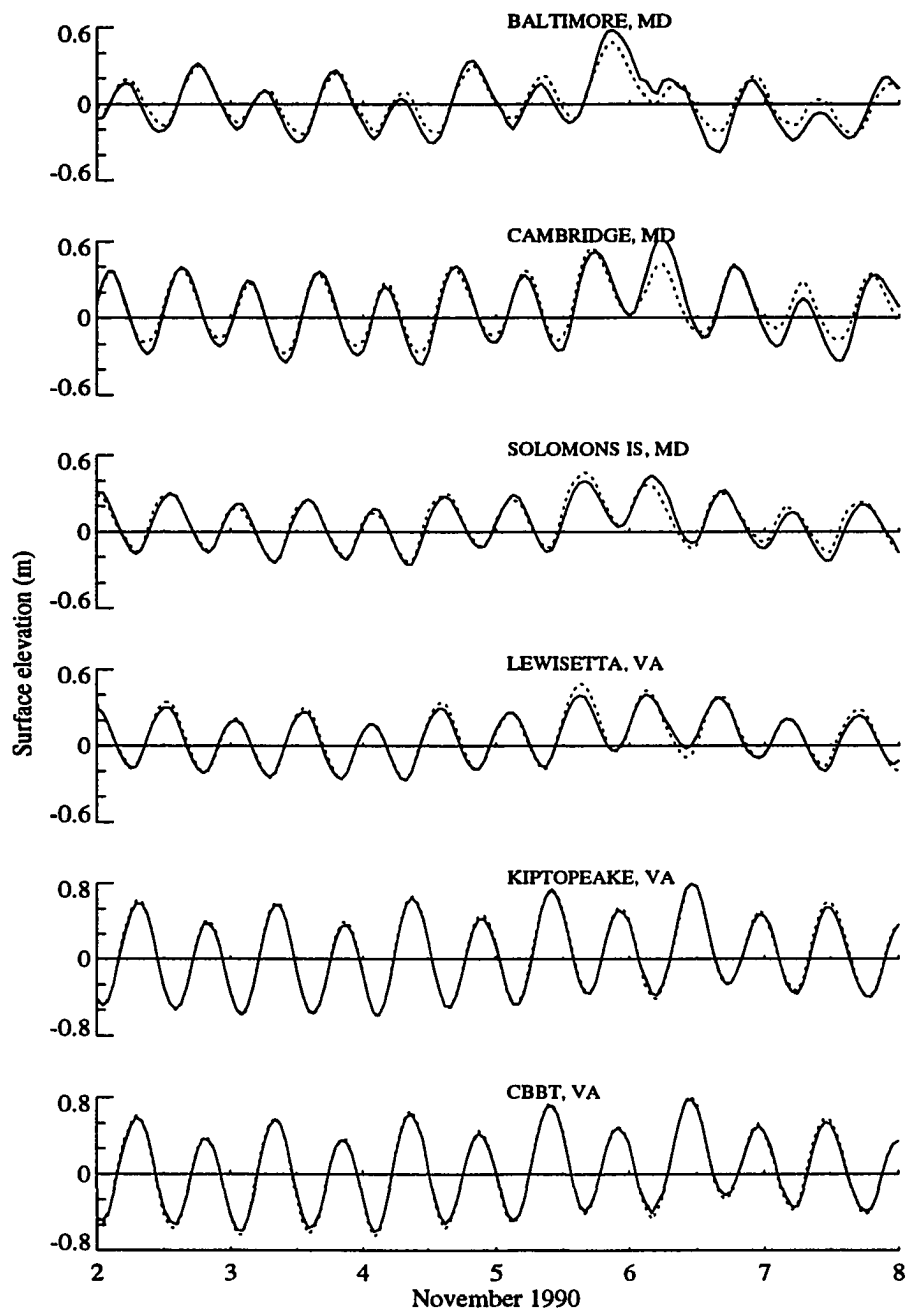 BALTIMORE, MD
0.6
0
-0.6
CAMBRIDGE, MD
0.6
0
-0.6
SOLOMONS IS, MD
0.6
0
-0.6
Surface elevation (m)
LEWISETTA, VA
0.6
0
-0.6
KIPTOPEAKE, VA
0.8
0
-0.8
CBBT, VA
0.8
0
-0.8
2 3 4 5 6 7 8
November 1990